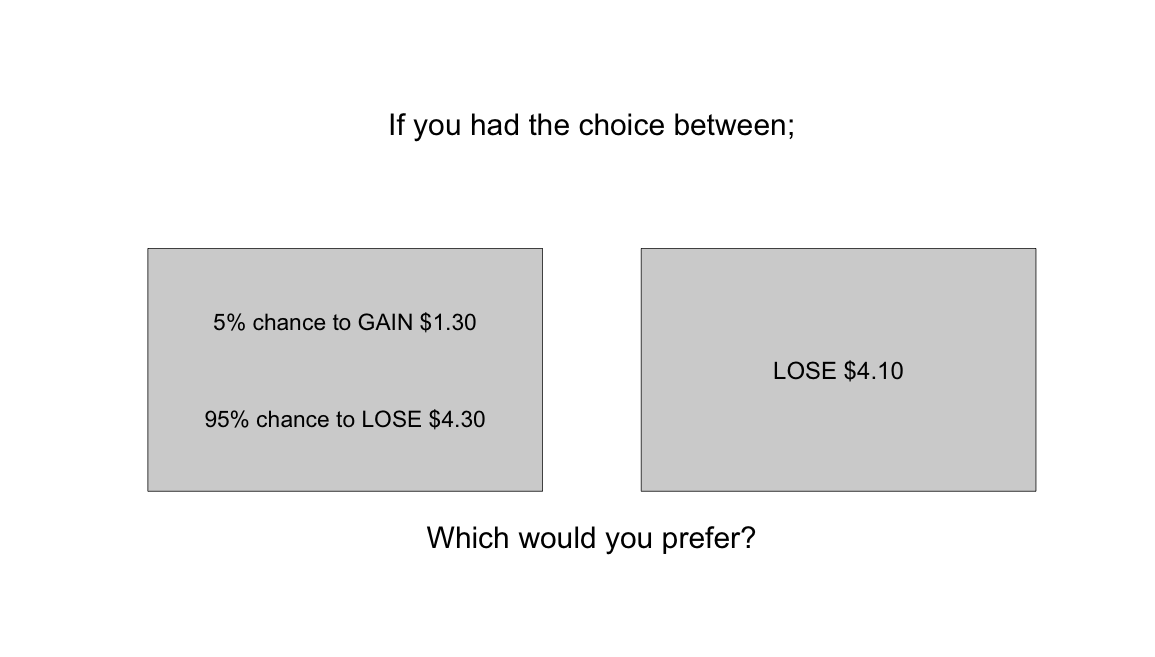 If you had the choice between;
5% chance to GAIN $1.30
95% chance to LOSE $4.30
LOSE $4.10
Which would you prefer?